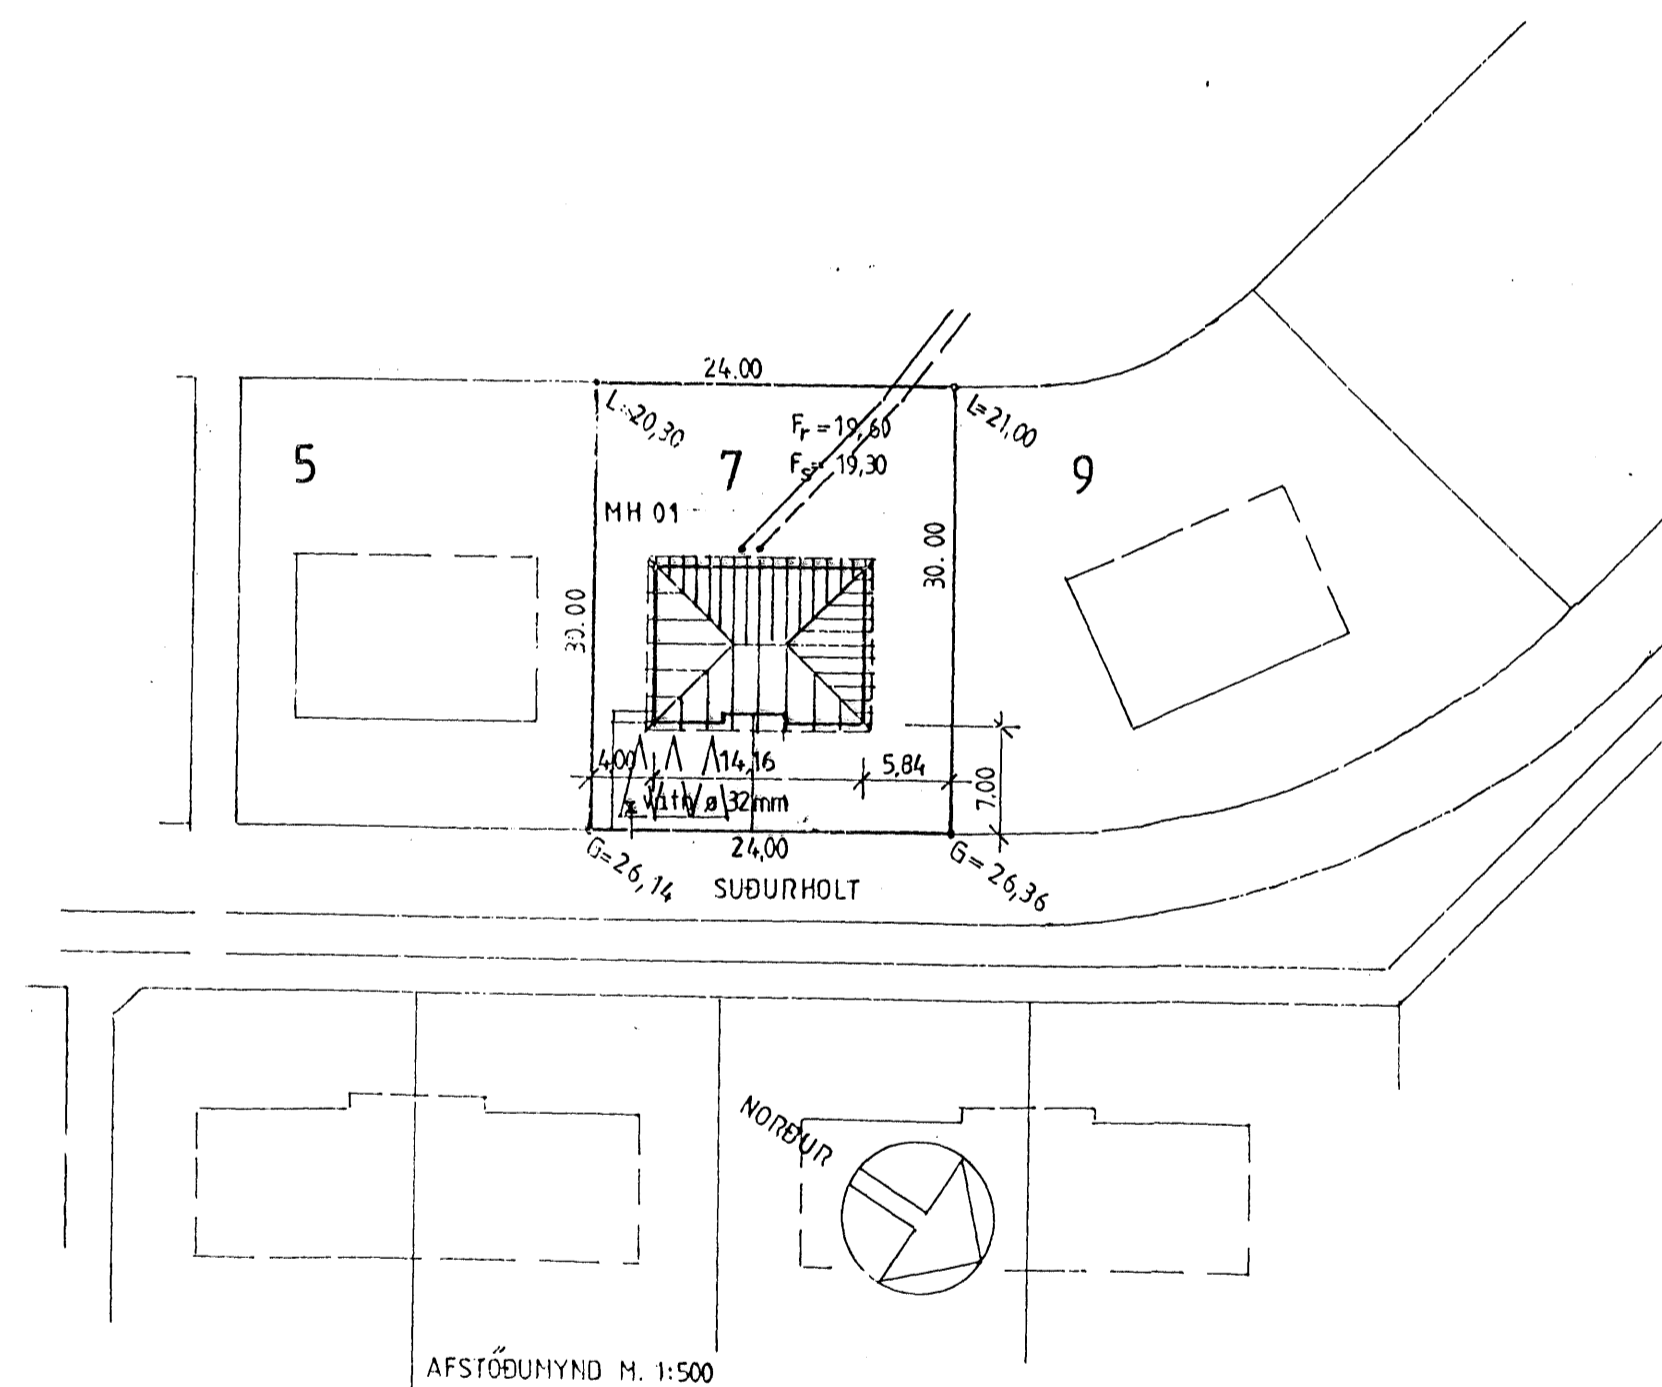 24.00
L=20,30
L=21,00
Fr = 19,60
Fs= 19,30
5
7
9
MH 01
30.00
30.00
4,00
14,16
5,84
7,00
ø 32mm
24,00
G=26,14
G=26,36
SUÐURHOLT
NORÐUR
AFSTÖÐUMYND M. 1:500